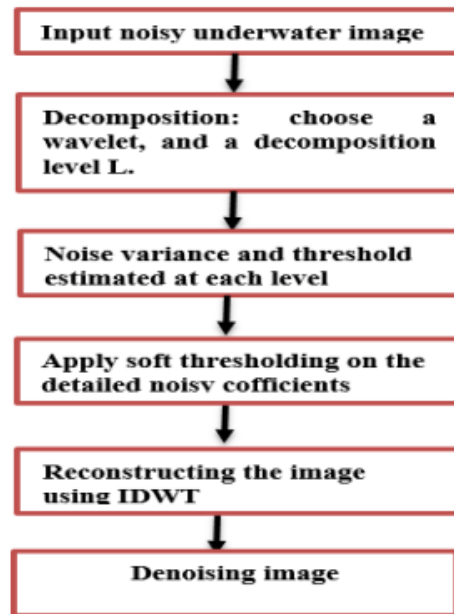 Input noisy underwater image
Decomposition: choose a
wavelet, and a decomposition
level L.
Noise variance and threshold
estimated at each level
Apply soft thresholding on the
detailed noisy cofficients
Reconstructing the image
using IDWT
Denoising image